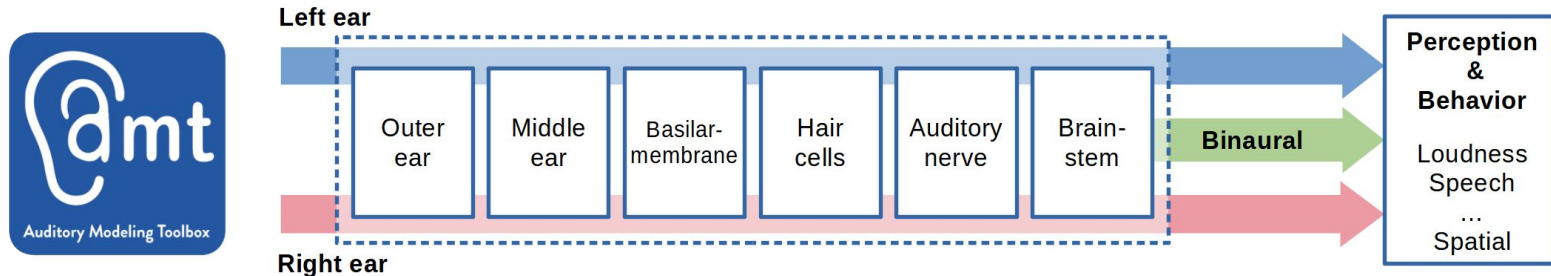 amt
Auditory Modeling Toolbox
Left ear
Outer
ear
Middle
ear
Basilar-
membrane
Hair
cells
Auditory
nerve
Brain-
stem
Binaural
Right ear
Perception
&
Behavior
Loudness
Speech
...
Spatial